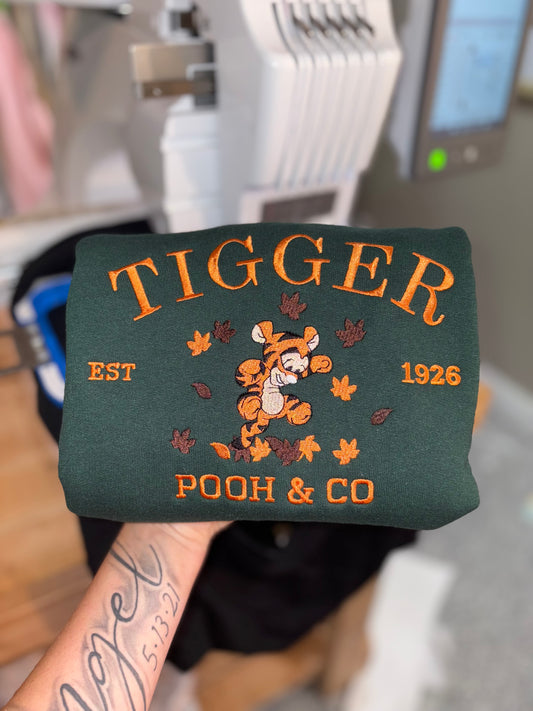 TIGGER
EST 1926
POOH & CO
5.13.21